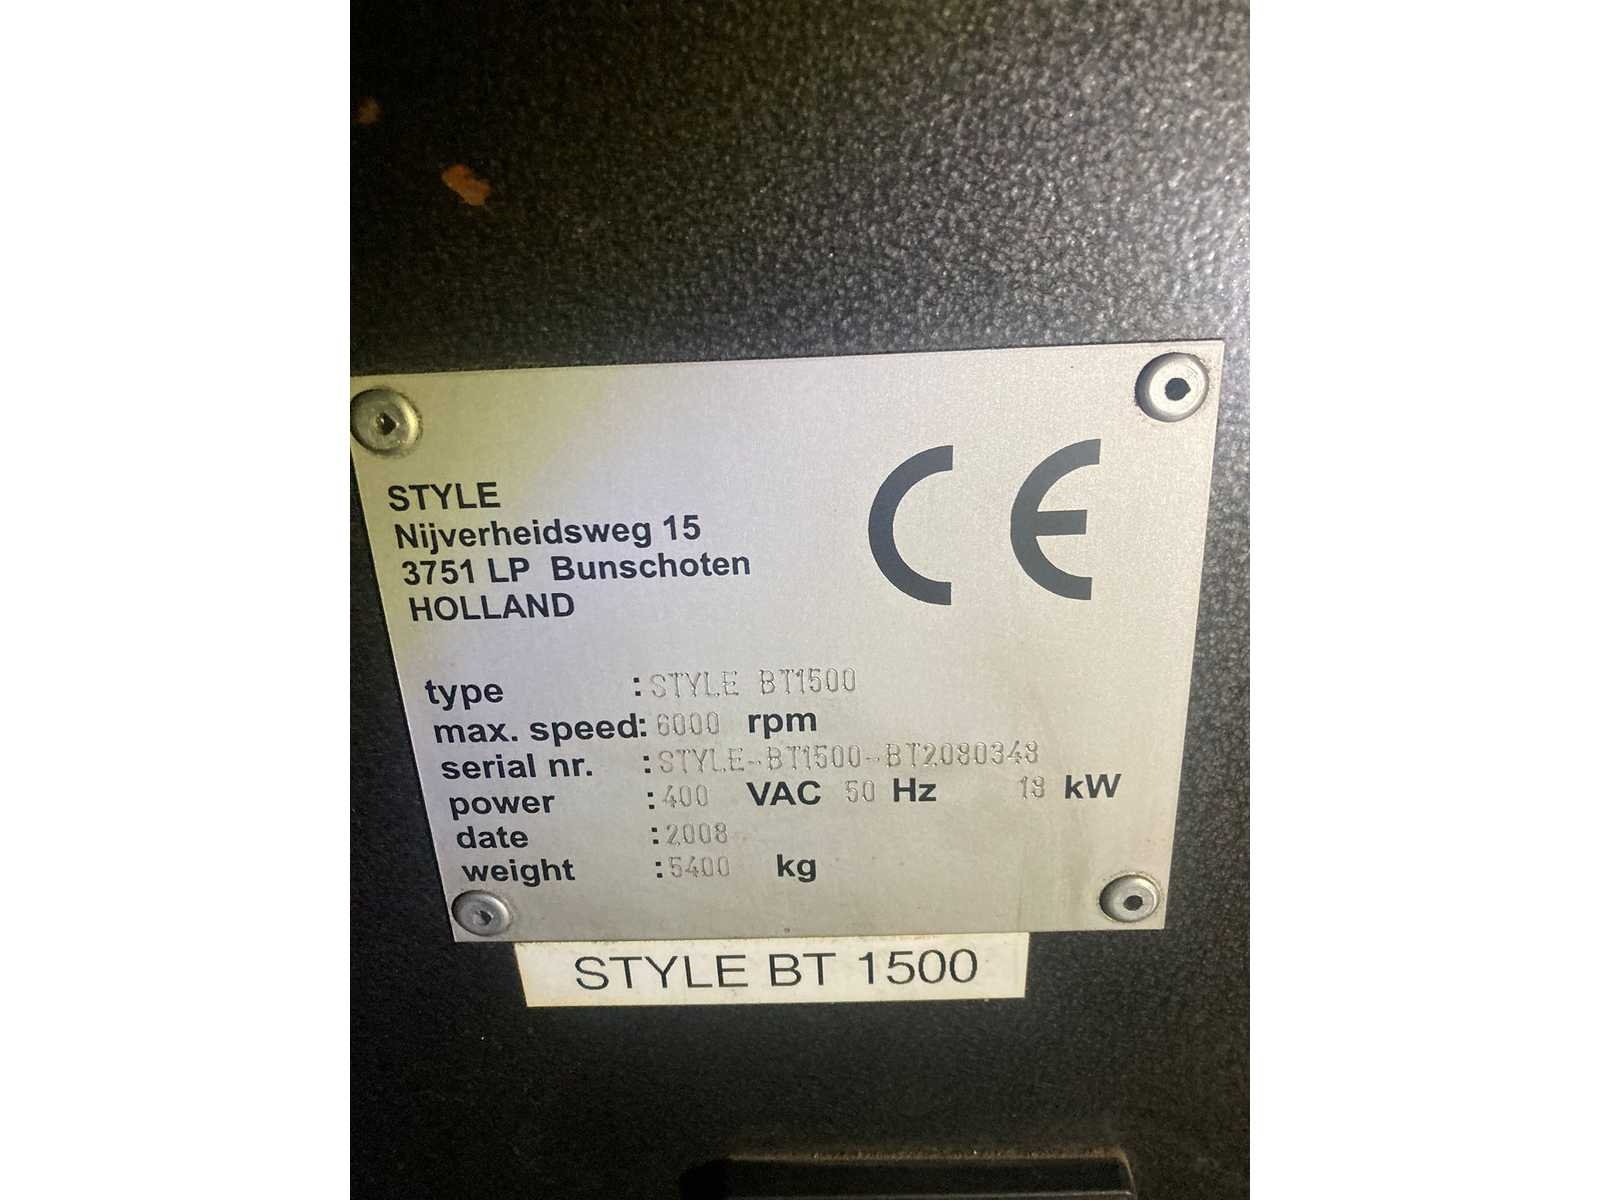 CE
STYLE
Nijverheidsweg 15
3751 LP Bunschoten
HOLLAND
type : STYLE BT1500
max. speed: 6000 rpm
serial nr. : STYLE-BT1500-BT2080348
power : 400 VAC 50 Hz 18 kW
date : 2008
weight : 5400 kg
STYLE BT 1500